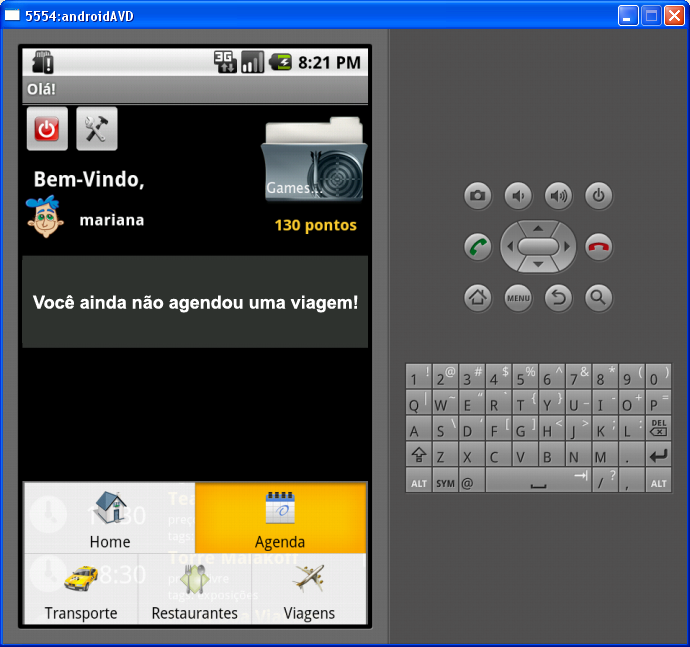 5554:androidAVD
3G 8:21 PM
Olá!
Games...
Bem-Vindo,
mariana
130 pontos
Você ainda não agendou uma viagem!
Home
Agenda
Transporte
Restaurantes
Viagens
MENU
1 ! 2 @ 3 # 4 $ 5 % 6 ^ 7 & 8 * 9 ( 0 )
Q | W ~ E " R ` T { Y } U _ I - O + P =
A S \ D ' F [ G ] H < J > K ; L : DEL
Z X C V B N M .
ALT SYM @ / ? , ALT